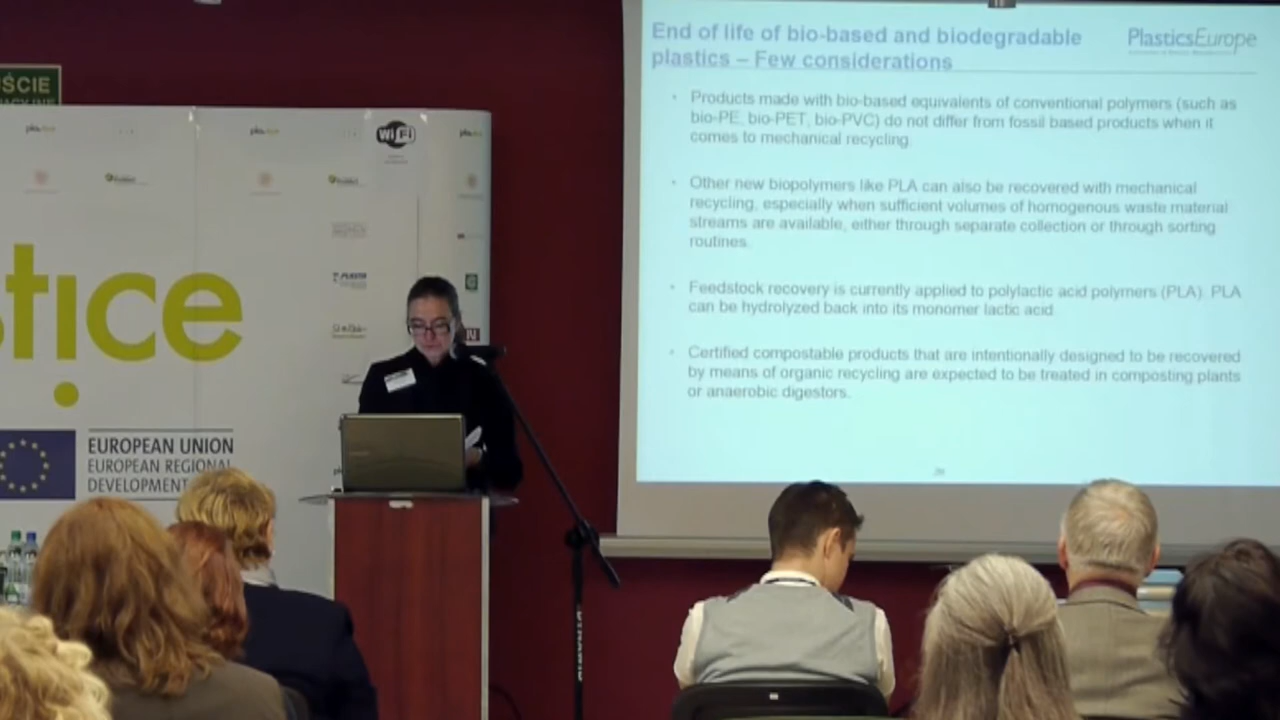 End of life of bio-based and biodegradable
plastics – Few considerations
PlasticsEurope
• Products made with bio-based equivalents of conventional polymers (such as
bio-PE, bio-PET, bio-PVC) do not differ from fossil based products when it
comes to mechanical recycling.
• Other new biopolymers like PLA can also be recovered with mechanical
recycling, especially when sufficient volumes of homogenous waste material
streams are available, either through separate collection or through sorting
routines.
• Feedstock recovery is currently applied to polylactic acid polymers (PLA). PLA
can be hydrolyzed back into its monomer lactic acid
• Certified compostable products that are intentionally designed to be recovered
by means of organic recycling are expected to be treated in composting plants
or anaerobic digestors.
ŚCIE
WiFi
stice
EUROPEAN UNION
EUROPEAN REGIONAL
DEVELOPMENT